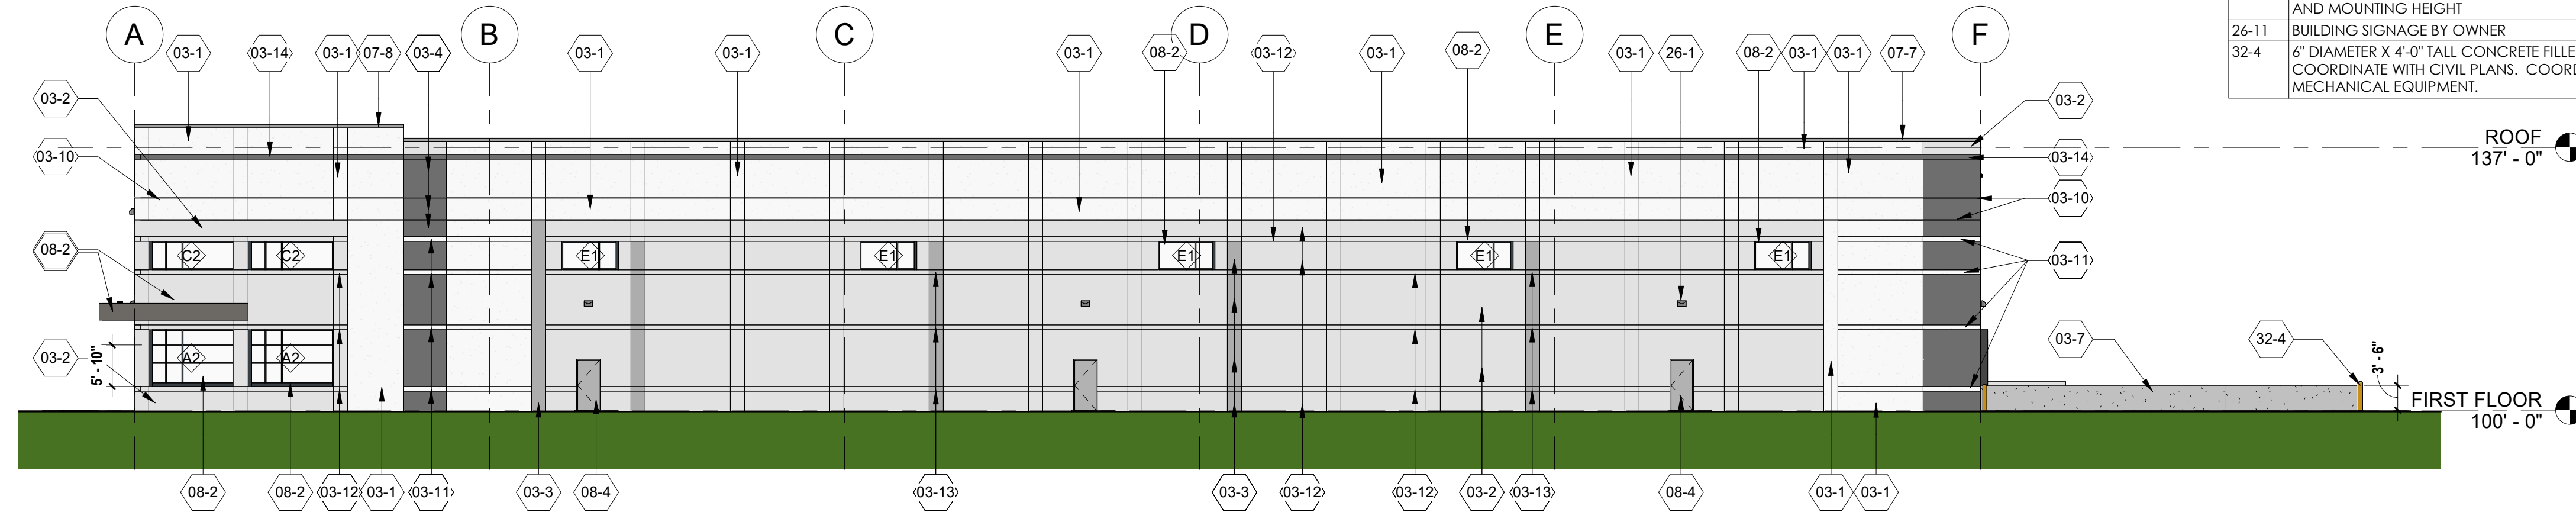 AND MOUNTING HEIGHT
26-11 BUILDING SIGNAGE BY OWNER
32-4 6" DIAMETER X 4'-0" TALL CONCRETE FILLE
COORDINATE WITH CIVIL PLANS. COORD
MECHANICAL EQUIPMENT.
A B C D E F
03-1 03-14 03-1 07-8 03-4 03-1 03-1 03-1 08-2 03-12 03-1 08-2 03-1 26-1 08-2 03-1 03-1 07-7
03-2
03-2
ROOF
137' - 0"
03-10
03-14
03-10
08-2
C2 C2 E1 E1 E1 E1 E1
03-11
03-2
5' - 10"
A2 A2
03-7
32-4
3' - 6"
FIRST FLOOR
100' - 0"
08-2 08-2 03-12 03-1 03-11 03-3 08-4 03-13 03-3 03-12 03-12 03-2 03-13 08-4 03-1 03-1